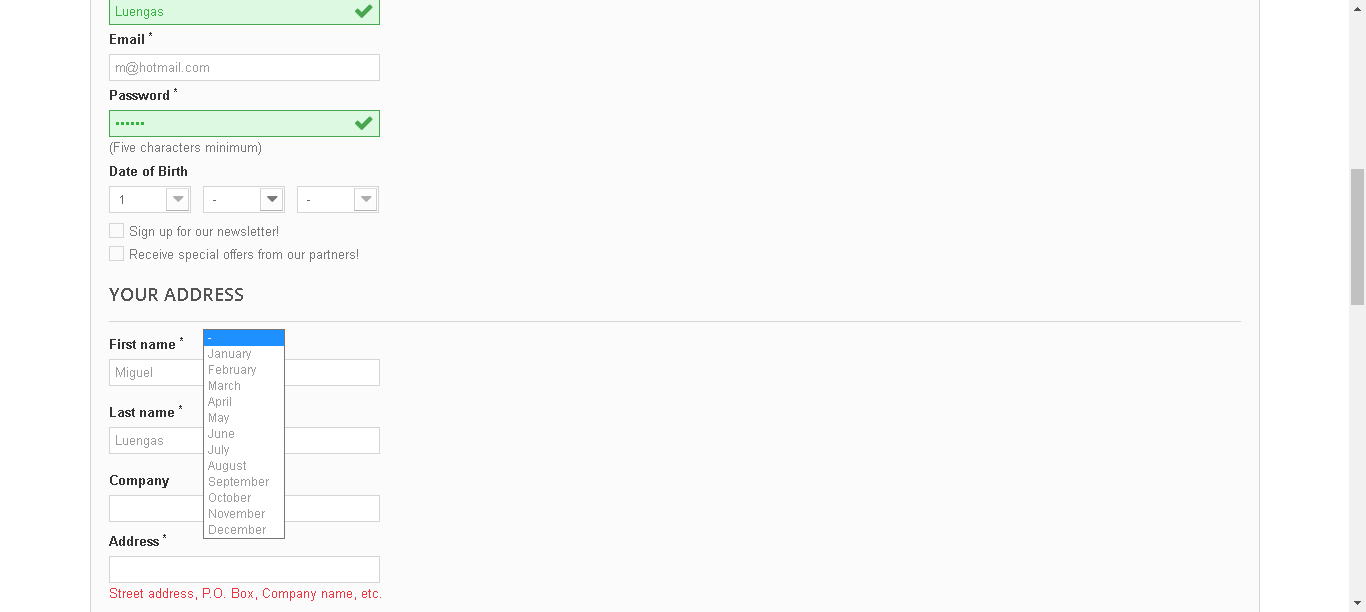 Luengas
Email *
m@hotmail.com
Password *
••••••
(Five characters minimum)
Date of Birth
1 - -
Sign up for our newsletter!
Receive special offers from our partners!
YOUR ADDRESS
First name *
Miguel
Last name *
Luengas
Company
Address *
Street address, P.O. Box, Company name, etc.
-
January
February
March
April
May
June
July
August
September
October
November
December